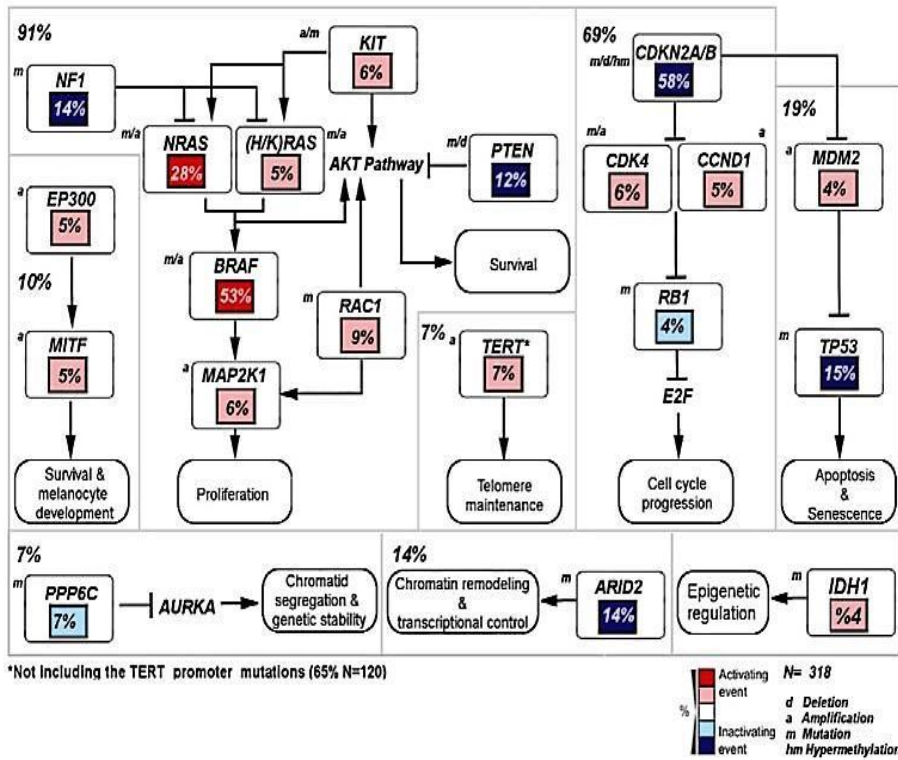 91%
a/m
KIT
6%
69%
m/d/hm
CDKN2A/B
58%
m
NF1
14%
19%
m/a
NRAS
28%
(H/K)RAS
m/a
5%
AKT Pathway
m/d
PTEN
12%
m/a
CDK4
6%
a
CCND1
5%
a
MDM2
4%
a
EP300
5%
10%
m/a
BRAF
53%
Survival
m
RAC1
9%
m
RB1
4%
a
MITF
5%
a
MAP2K1
6%
7%
a
TERT*
7%
m
TP53
15%
E2F
Survival &
melanocyte
development
Proliferation
Telomere
maintenance
Cell cycle
progression
Apoptosis
&
Senescence
7%
m
PPP6C
7%
AURKA
Chromatid
segregation &
genetic stability
14%
Chromatin remodeling
&
transcriptional control
m
ARID2
14%
Epigenetic
regulation
m
IDH1
%4
*Not including the TERT promoter mutations (65% N=120)
%
Activating
event
Inactivating
event
N= 318
d Deletion
a Amplification
m Mutation
hm Hypermethylation